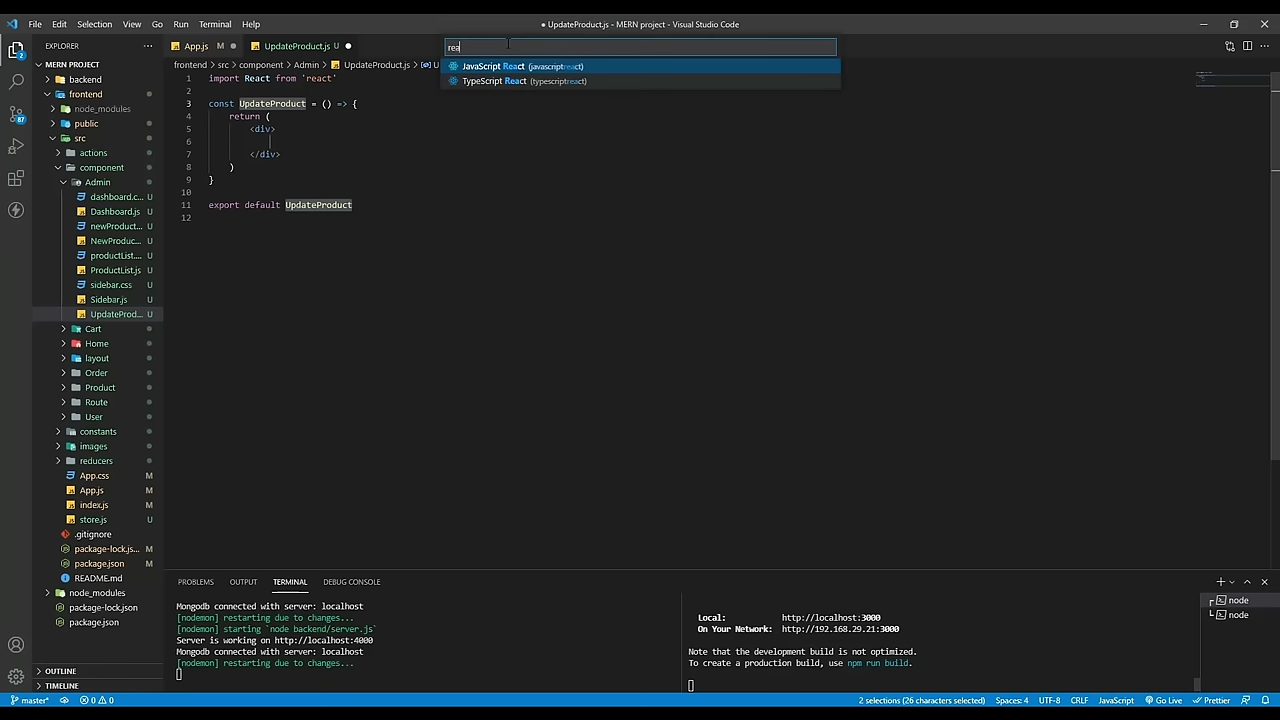 File Edit Selection View Go Run Terminal Help
● UpdateProduct.js - MERN project - Visual Studio Code
EXPLORER
App.js M
UpdateProduct.js U
rea
MERN PROJECT
frontend > src > component > Admin > UpdateProduct.js > U
JavaScript React (javascriptreact)
TypeScript React (typescriptreact)
backend
frontend
node_modules
public
src
actions
component
Admin
dashboard.c... U
Dashboard.js U
newProduct... U
NewProduc... U
productList.... U
ProductList.js U
sidebar.css U
Sidebar.js U
UpdateProd... U
Cart
Home
layout
Order
Product
Route
User
constants
images
reducers
App.css M
App.js M
index.js M
store.js U
.gitignore
package-lock.js... M
package.json M
README.md
node_modules
package-lock.json
package.json
OUTLINE
TIMELINE
1 import React from 'react'
2
3 const UpdateProduct = () => {
4 return (
5 <div>
6
7 </div>
8 )
9 }
10
11 export default UpdateProduct
12
PROBLEMS OUTPUT TERMINAL DEBUG CONSOLE
Mongodb connected with server: localhost
[nodemon] restarting due to changes...
[nodemon] starting `node backend/server.js`
Server is working on http://localhost:4000
Mongodb connected with server: localhost
[nodemon] restarting due to changes...
Local: http://localhost:3000
On Your Network: http://192.168.29.21:3000
Note that the development build is not optimized.
To create a production build, use npm run build.
node
node
2
87
master* 0 0 2 selections (26 characters selected) Spaces: 4 UTF-8 CRLF JavaScript Go Live Prettier